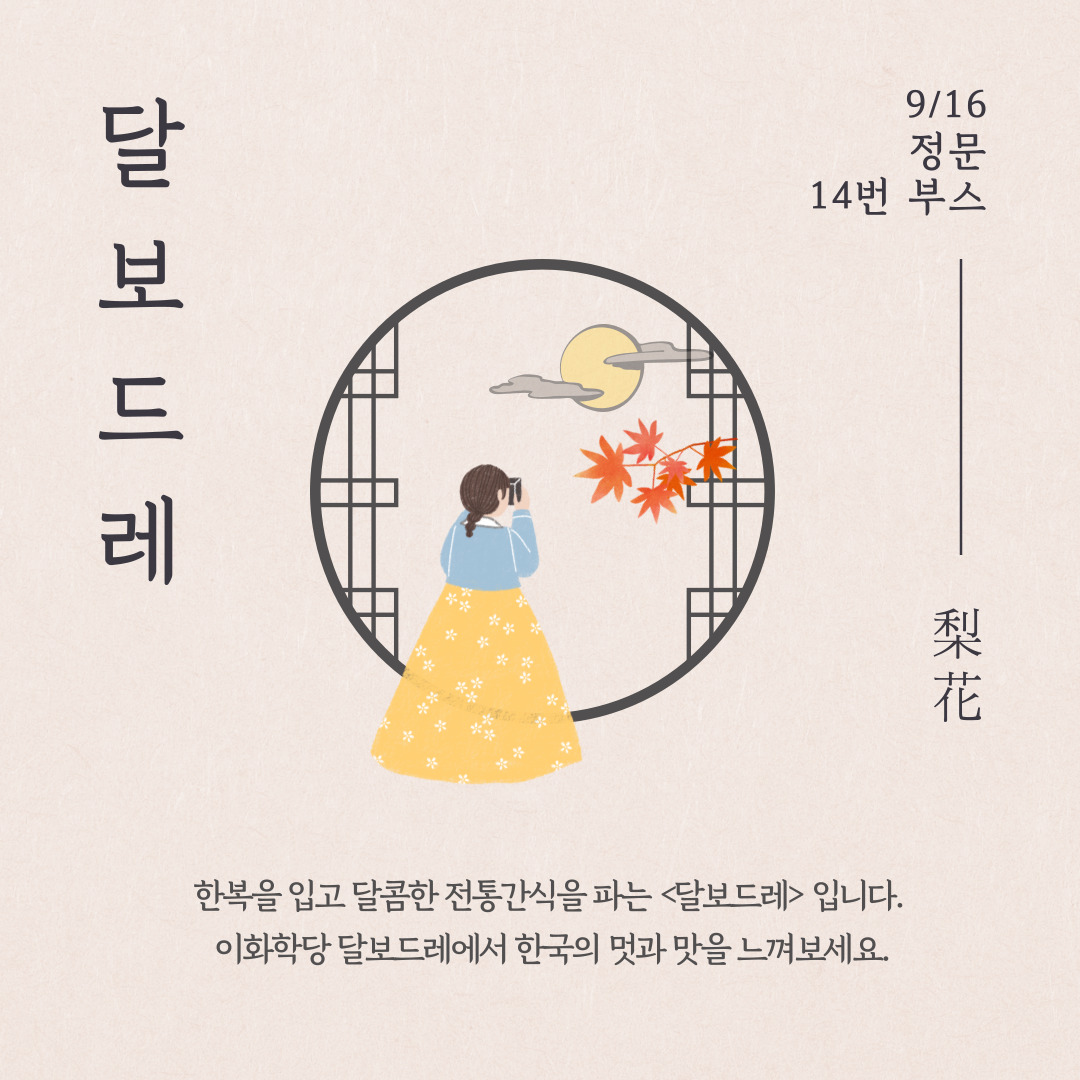 달보드레
9/16
정문
14번 부스
梨花
한복을 입고 달콤한 전통간식을 파는 <달보드레> 입니다.
이화학당 달보드레에서 한국의 멋과 맛을 느껴보세요.